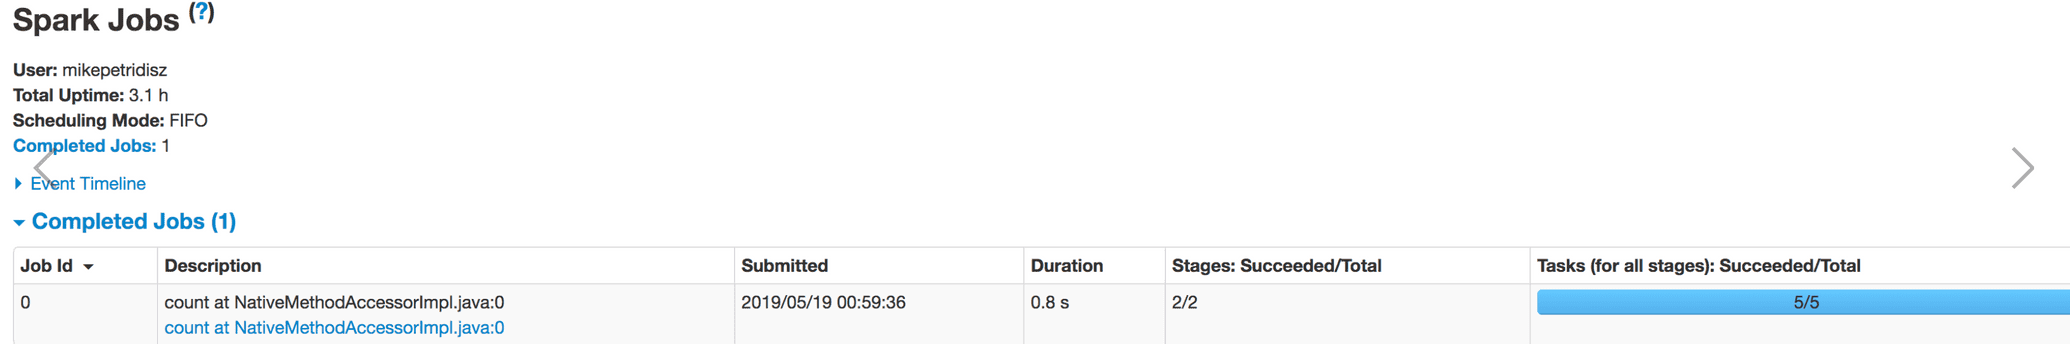 Spark Jobs (?)
User: mikepetridisz
Total Uptime: 3.1 h
Scheduling Mode: FIFO
Completed Jobs: 1
Event Timeline
Completed Jobs (1)
Job Id Description Submitted Duration Stages: Succeeded/Total Tasks (for all stages): Succeeded/Total
0 count at NativeMethodAccessorImpl.java:0 2019/05/19 00:59:36 0.8 s 2/2 5/5
count at NativeMethodAccessorImpl.java:0